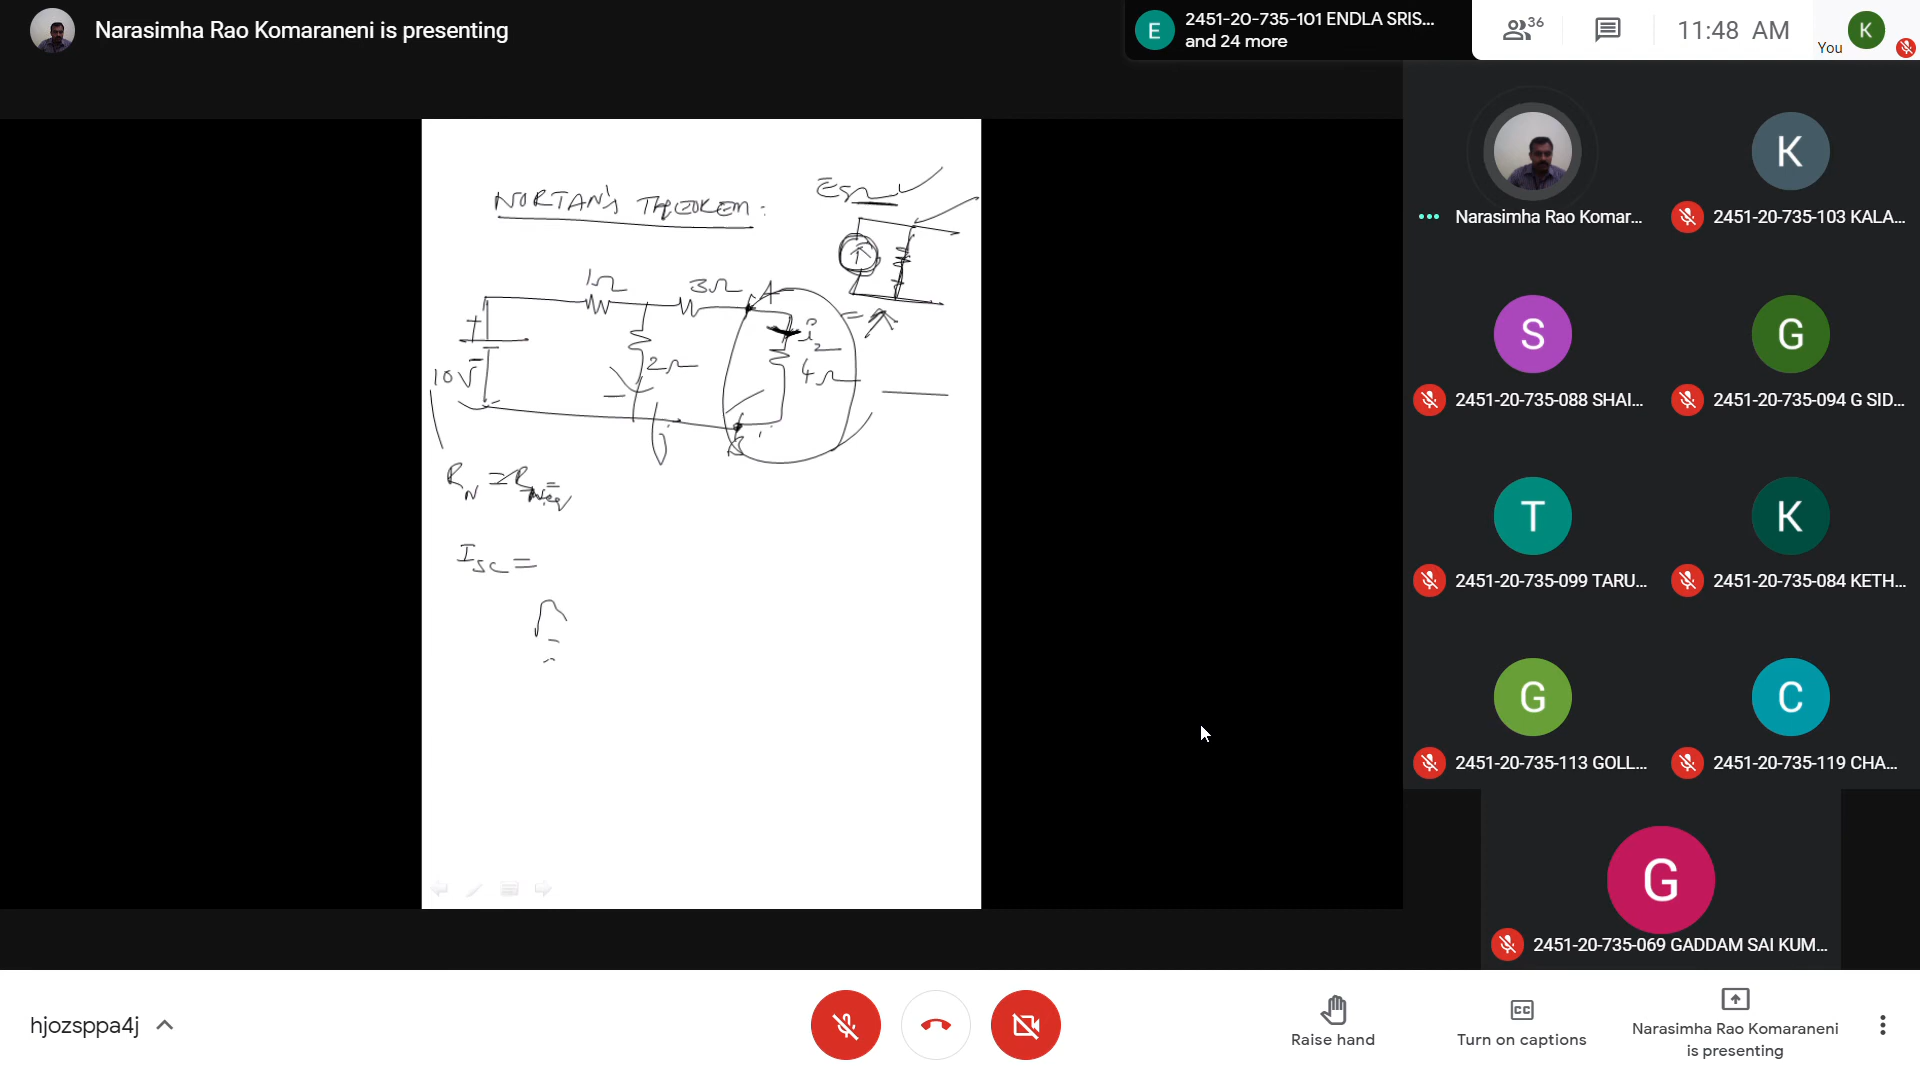 Narasimha Rao Komaraneni is presenting
E
2451-20-735-101 ENDLA SRIS...
and 24 more
36
11:48 AM
You
K
NORTAN'S THEOREM:
1Ω
3Ω
A
+
10V
2Ω
i2
4Ω
B
RN = Req
Isc =
Narasimha Rao Komar...
K
2451-20-735-103 KALA...
S
2451-20-735-088 SHAI...
G
2451-20-735-094 G SID...
T
2451-20-735-099 TARU...
K
2451-20-735-084 KETH...
G
2451-20-735-113 GOLL...
C
2451-20-735-119 CHA...
G
2451-20-735-069 GADDAM SAI KUM...
hjozsppa4j
Raise hand
CC
Turn on captions
Narasimha Rao Komaraneni
is presenting